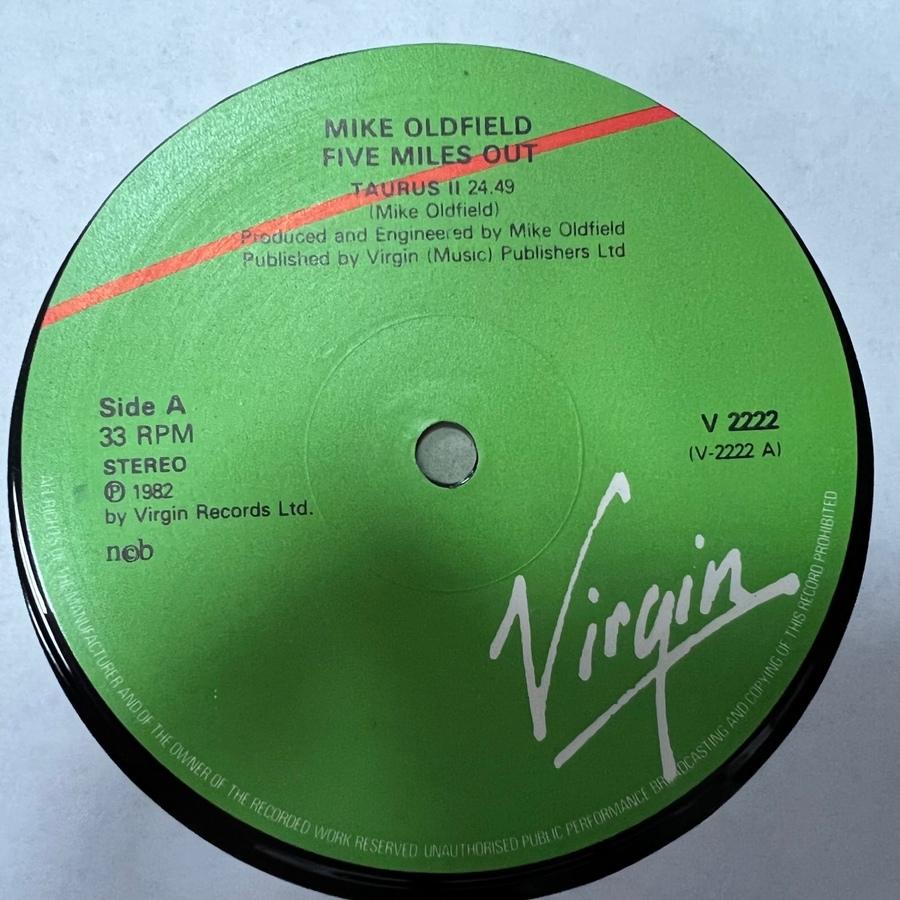 MIKE OLDFIELD
FIVE MILES OUT
TAURUS II 24.49
(Mike Oldfield)
Produced and Engineered by Mike Oldfield
Published by Virgin (Music) Publishers Ltd
Side A
33 RPM
STEREO
℗ 1982
by Virgin Records Ltd.
n©b
V 2222
(V-2222 A)
Virgin
ALL RIGHTS OF THE MANUFACTURER AND OF THE OWNER OF THE RECORDED WORK RESERVED UNAUTHORISED PUBLIC PERFORMANCE BROADCASTING AND COPYING OF THIS RECORD PROHIBITED